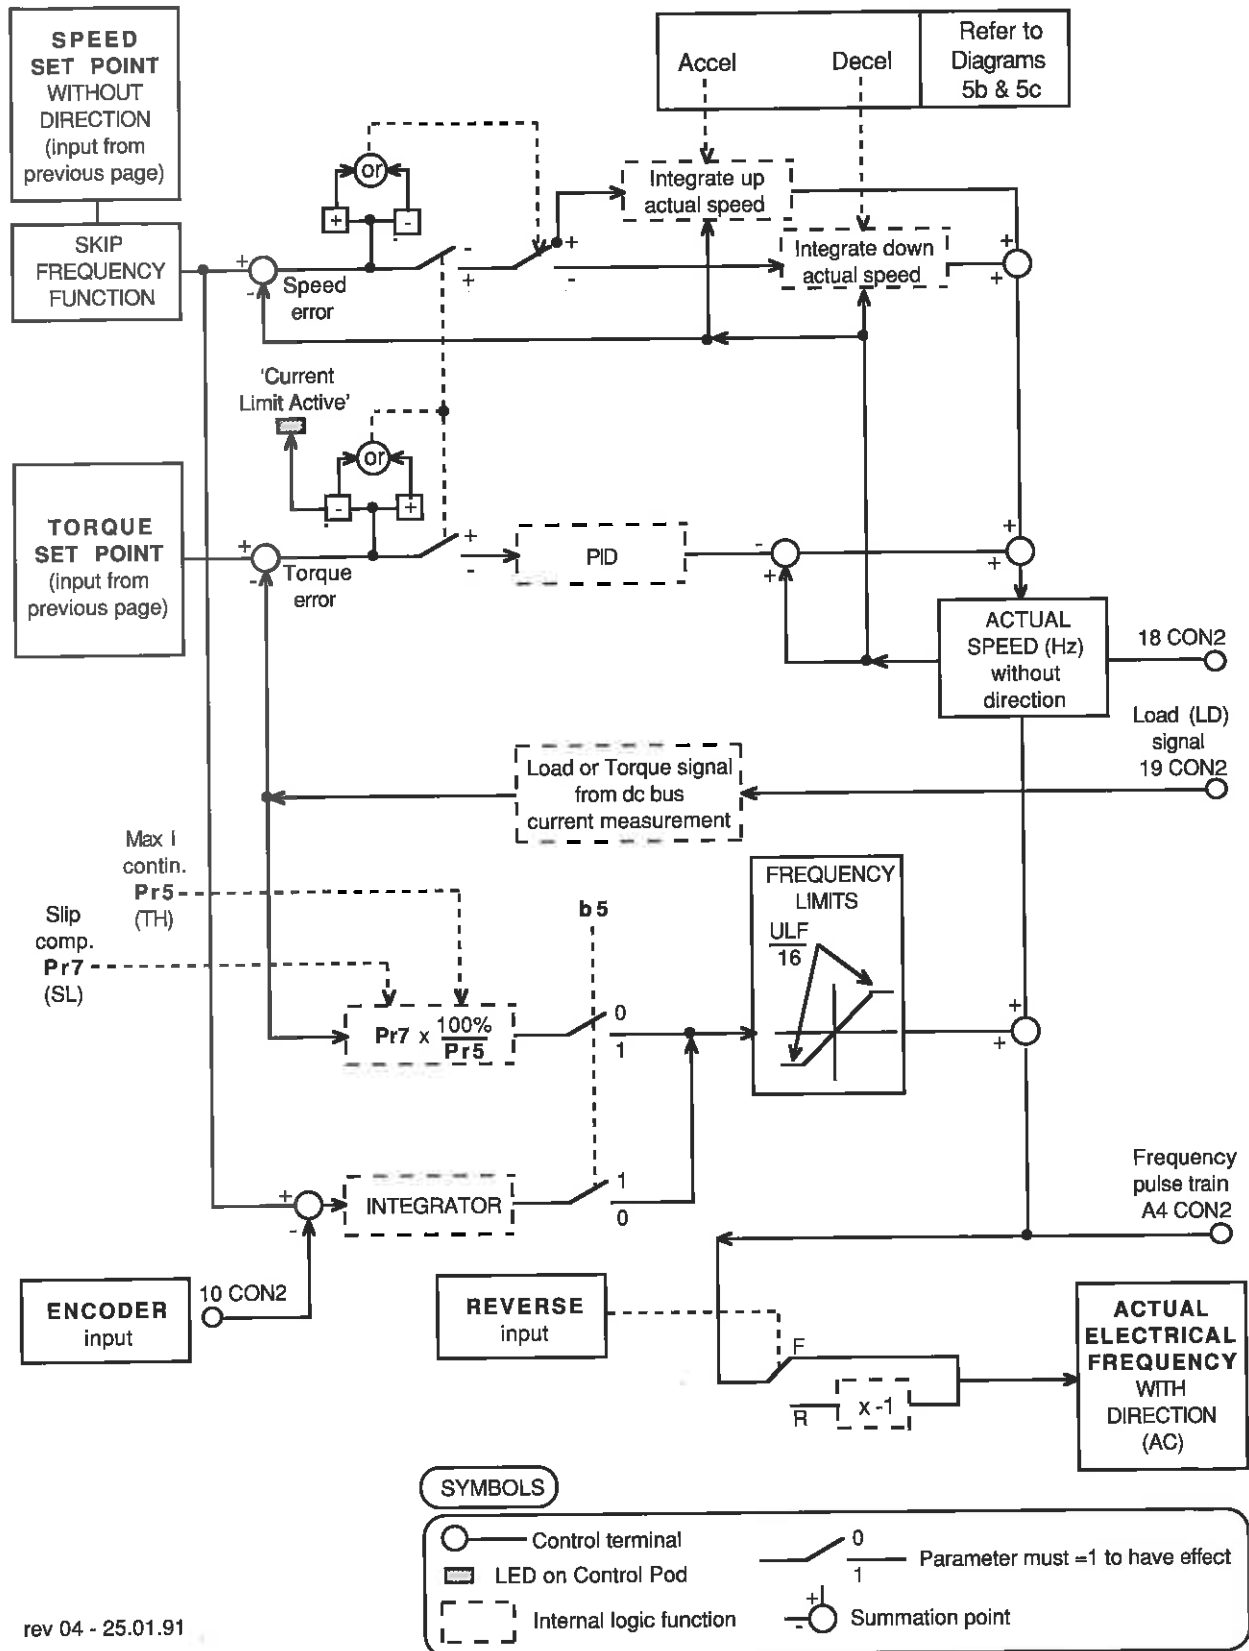 SPEED
SET POINT
WITHOUT
DIRECTION
(input from
previous page)
SKIP
FREQUENCY
FUNCTION
Accel
Decel
Refer to
Diagrams
5b & 5c
or
+
-
Integrate up
actual speed
Integrate down
actual speed
+
-
Speed
error
-
+
+
-
+
+
'Current
Limit Active'
or
-
+
TORQUE
SET POINT
(input from
previous page)
+
-
Torque
error
+
-
PID
-
+
+
+
ACTUAL
SPEED (Hz)
without
direction
18 CON2
Load (LD)
signal
19 CON2
Load or Torque signal
from dc bus
current measurement
Max I
contin.
Pr5
(TH)
Slip
comp.
Pr7
(SL)
b5
FREQUENCY
LIMITS
ULF
16
Pr7 x 100%
Pr5
0
1
+
+
+
-
INTEGRATOR
1
0
Frequency
pulse train
A4 CON2
ENCODER
input
10 CON2
REVERSE
input
F
R
x -1
ACTUAL
ELECTRICAL
FREQUENCY
WITH
DIRECTION
(AC)
SYMBOLS
Control terminal
LED on Control Pod
Internal logic function
0
1
Parameter must =1 to have effect
+
-
Summation point
rev 04 - 25.01.91